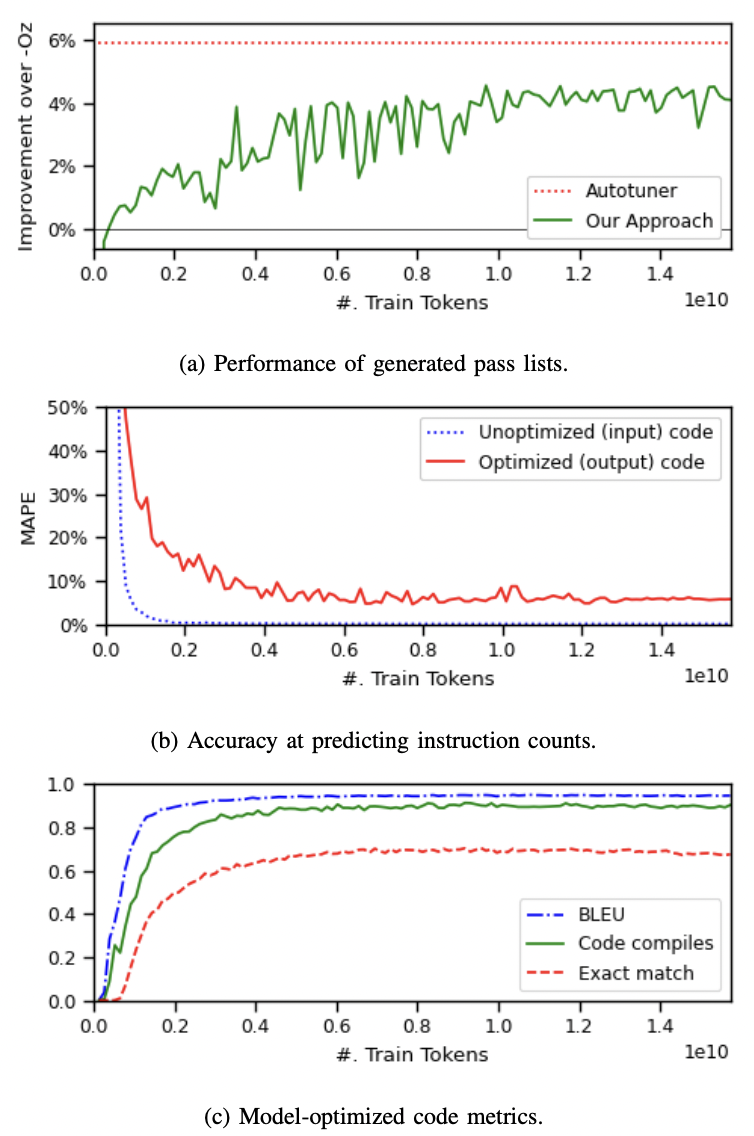 Improvement over -Oz
6%
4%
2%
0%
Autotuner
Our Approach
0.0 0.2 0.4 0.6 0.8 1.0 1.2 1.4
1e10
#. Train Tokens
(a) Performance of generated pass lists.
MAPE
50%
40%
30%
20%
10%
0%
Unoptimized (input) code
Optimized (output) code
0.0 0.2 0.4 0.6 0.8 1.0 1.2 1.4
1e10
#. Train Tokens
(b) Accuracy at predicting instruction counts.
1.0
0.8
0.6
0.4
0.2
0.0
BLEU
Code compiles
Exact match
0.0 0.2 0.4 0.6 0.8 1.0 1.2 1.4
1e10
#. Train Tokens
(c) Model-optimized code metrics.